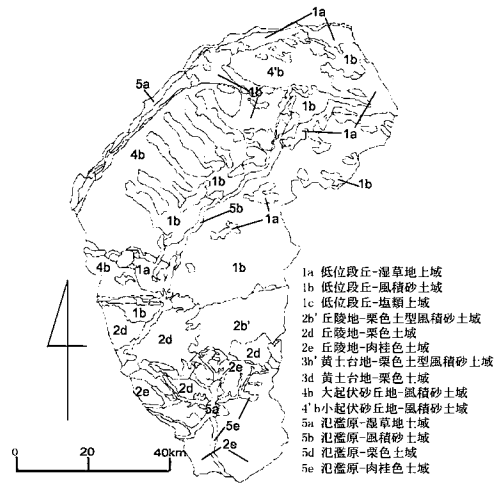 1a
1b
4'b
1b
5a
1b
1a
4b
1b
1b
5b
1a
4b
1a
1b
1b
2d
2d
2b'
2d
2e
2d
2e
5a
5e
2e
0 20 40km
1a 低位段丘-湿草地土域
1b 低位段丘-風積砂土域
1c 低位段丘-塩類土域
2b' 丘陵地-栗色土型風積砂土域
2d 丘陵地-栗色土域
2e 丘陵地-肉桂色土域
3b' 黄土台地-栗色土型風積砂土域
3d 黄土台地-栗色土域
4b 大起伏砂丘地-風積砂土域
4'b 小起伏砂丘地-風積砂土域
5a 氾濫原-湿草地土域
5b 氾濫原-風積砂土域
5d 氾濫原-栗色土域
5e 氾濫原-肉桂色土域